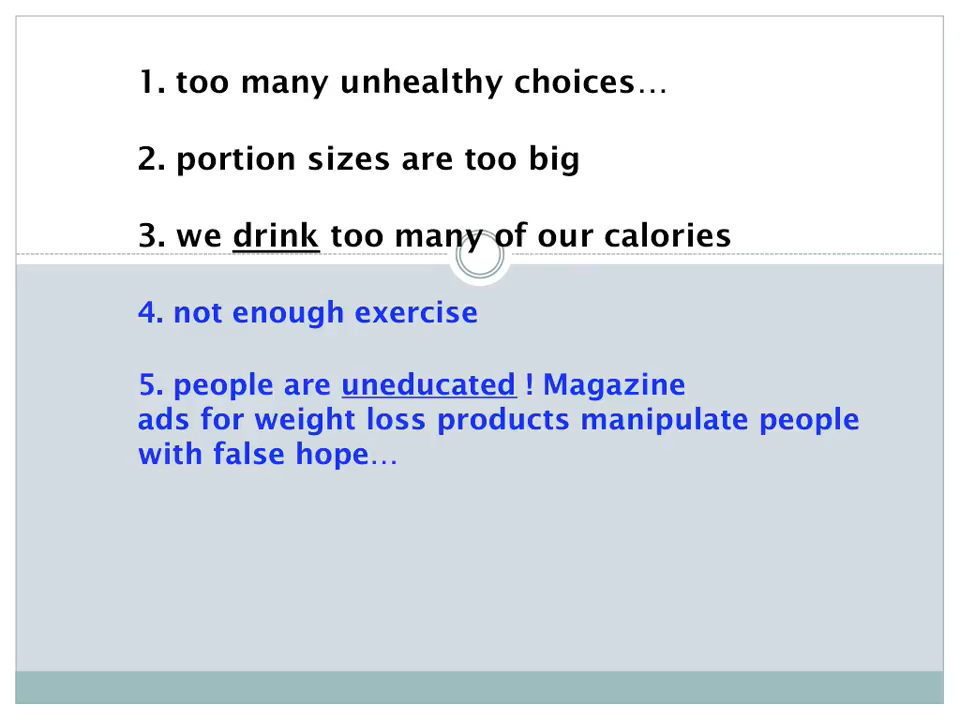 1. too many unhealthy choices…
2. portion sizes are too big
3. we drink too many of our calories
4. not enough exercise
5. people are uneducated ! Magazine
ads for weight loss products manipulate people
with false hope…